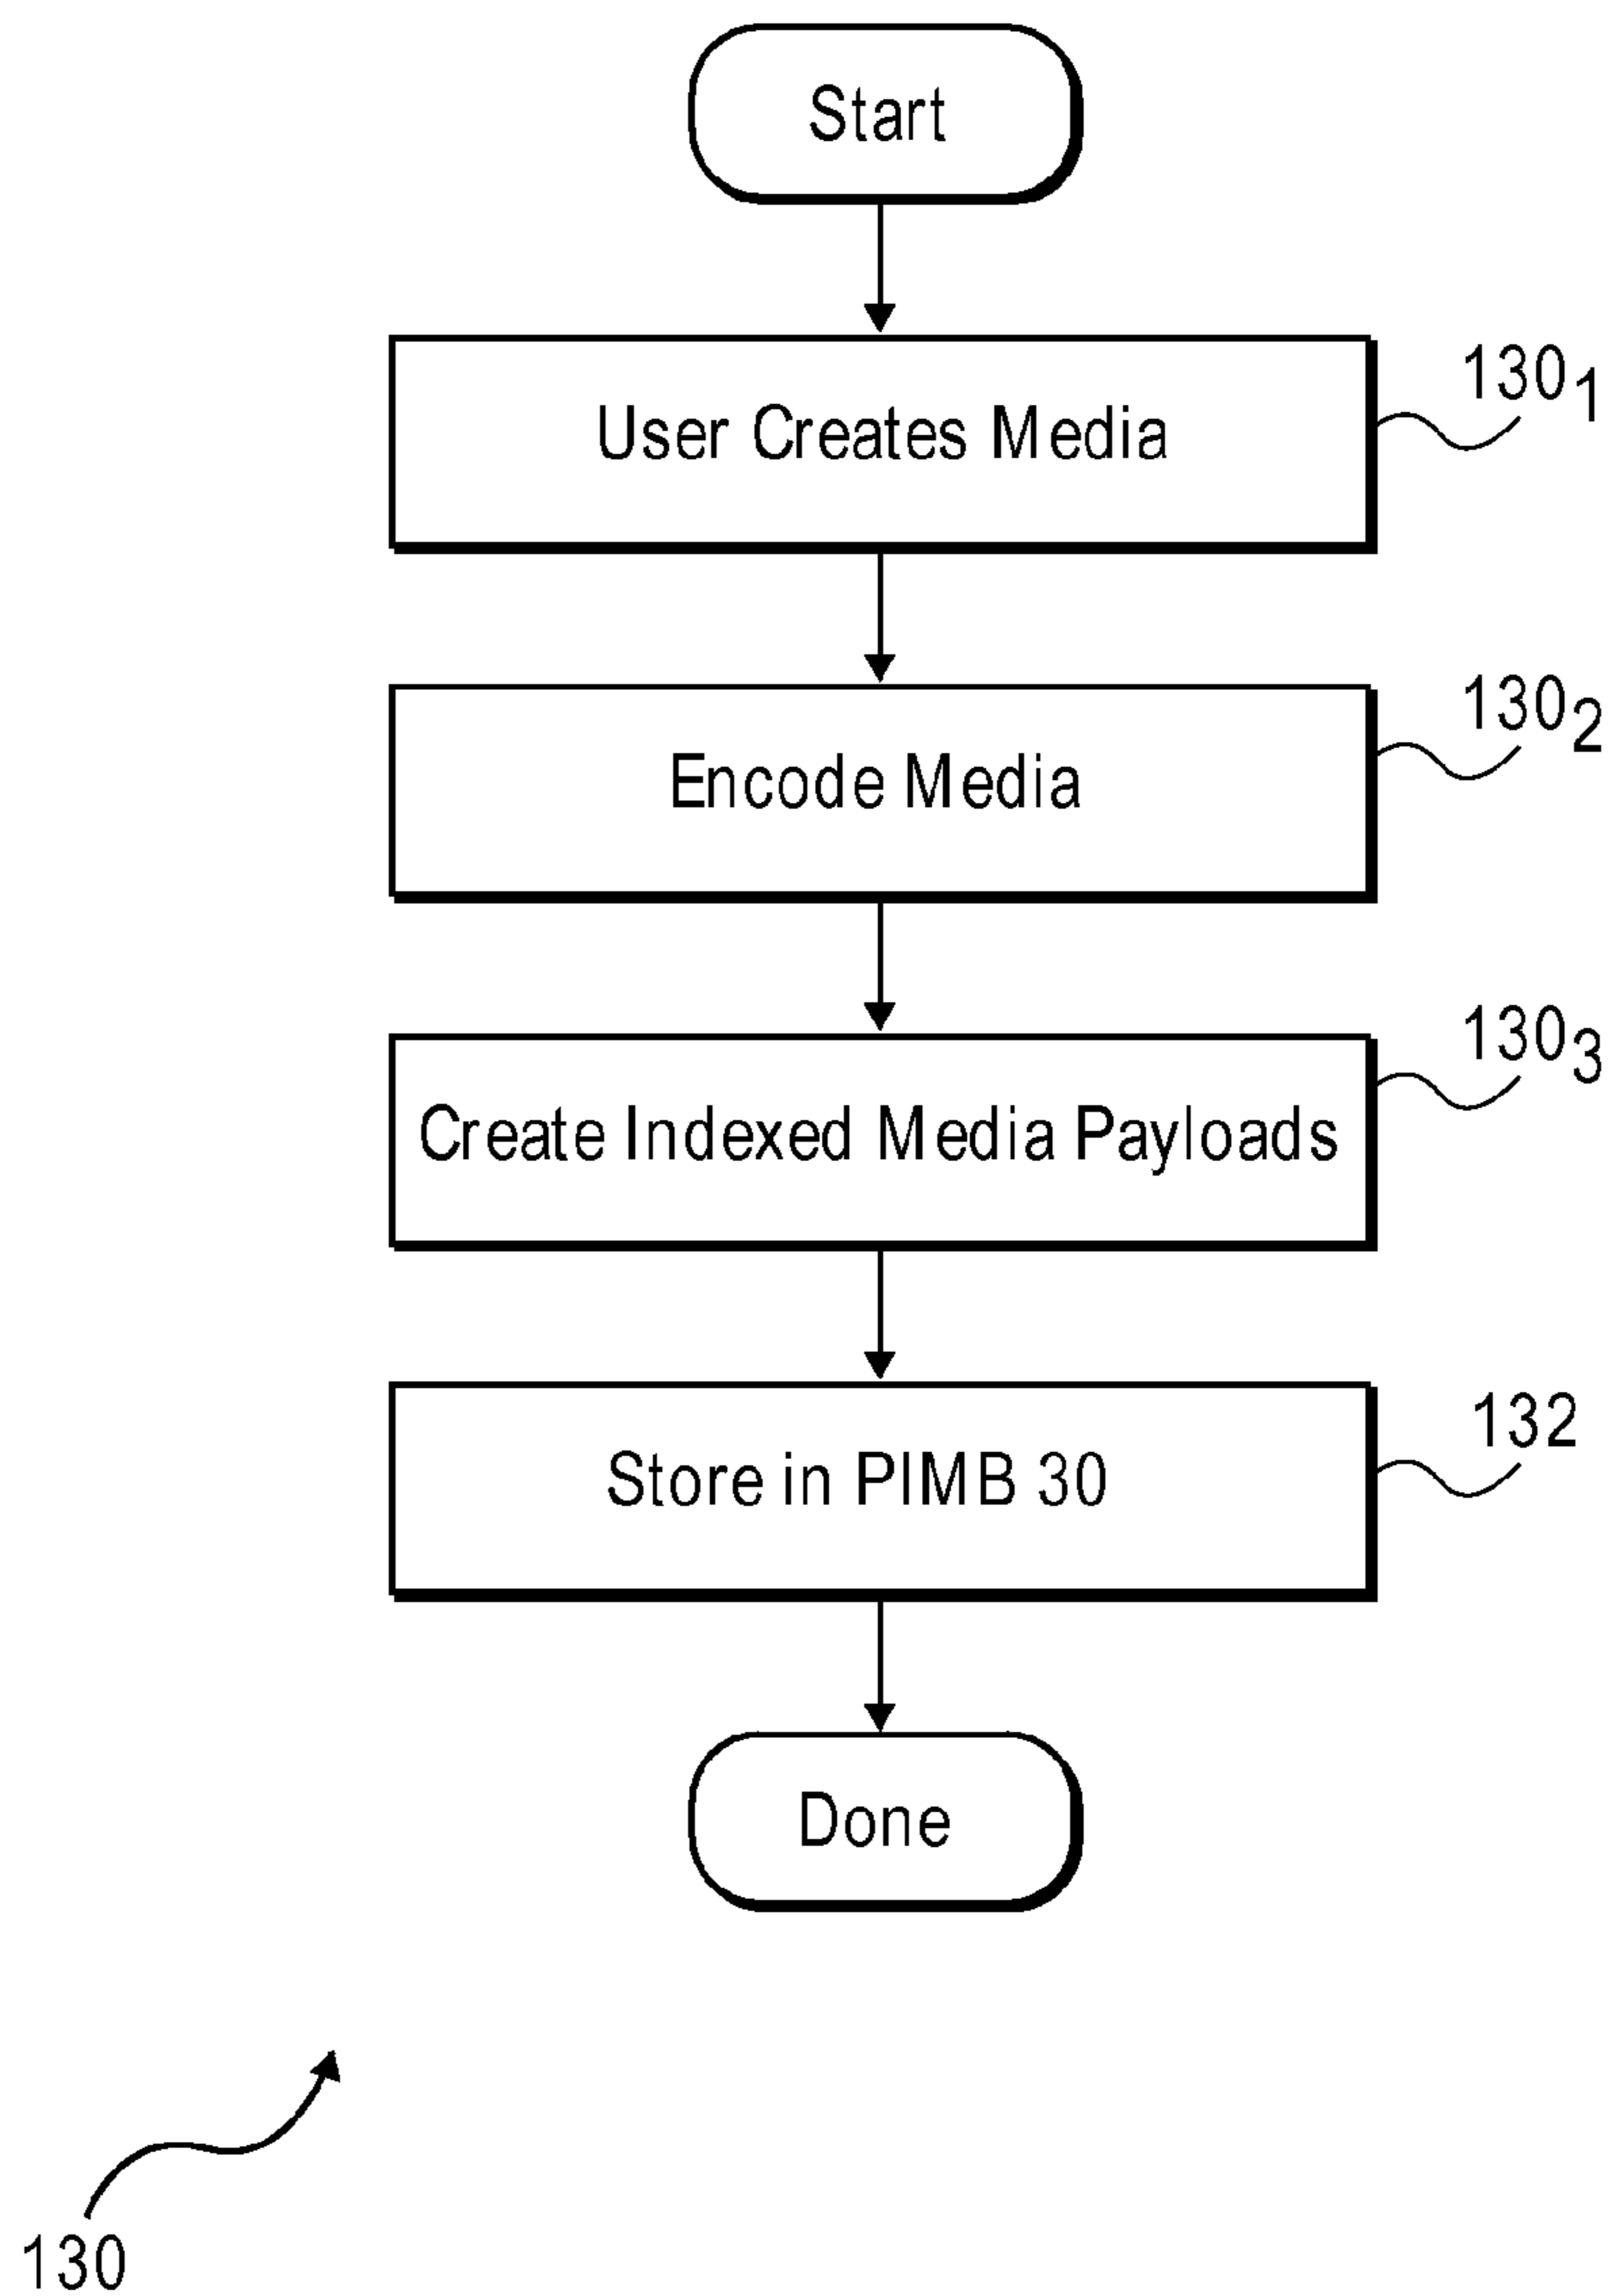 Start
User Creates Media
130₁
Encode Media
130₂
Create Indexed Media Payloads
130₃
Store in PIMB 30
132
Done
130